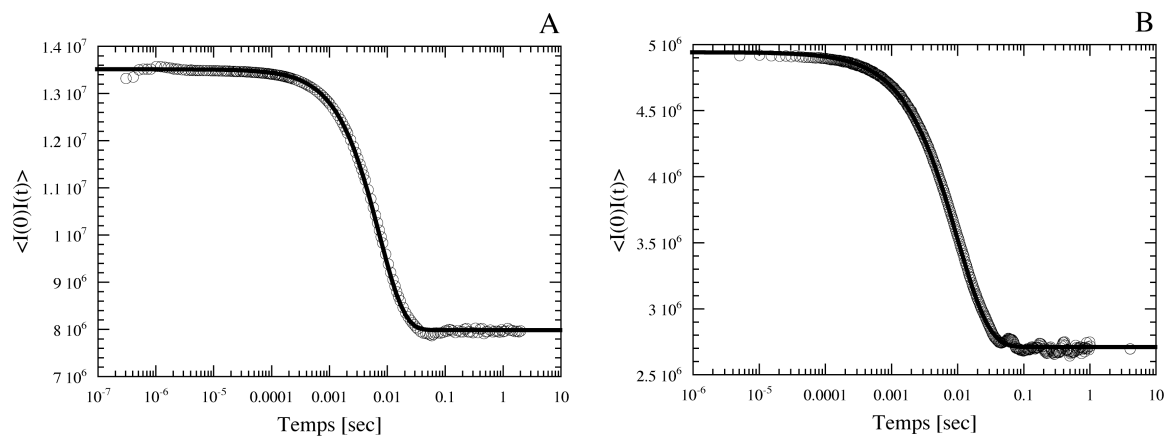 A
1.4 10⁷
1.3 10⁷
1.2 10⁷
1.1 10⁷
1 10⁷
9 10⁶
8 10⁶
7 10⁶
<I(0)I(t)>
10⁻⁷ 10⁻⁶ 10⁻⁵ 0.0001 0.001 0.01 0.1 1 10
Temps [sec]
B
5 10⁶
4.5 10⁶
4 10⁶
3.5 10⁶
3 10⁶
2.5 10⁶
<I(0)I(t)>
10⁻⁶ 10⁻⁵ 0.0001 0.001 0.01 0.1 1 10
Temps [sec]